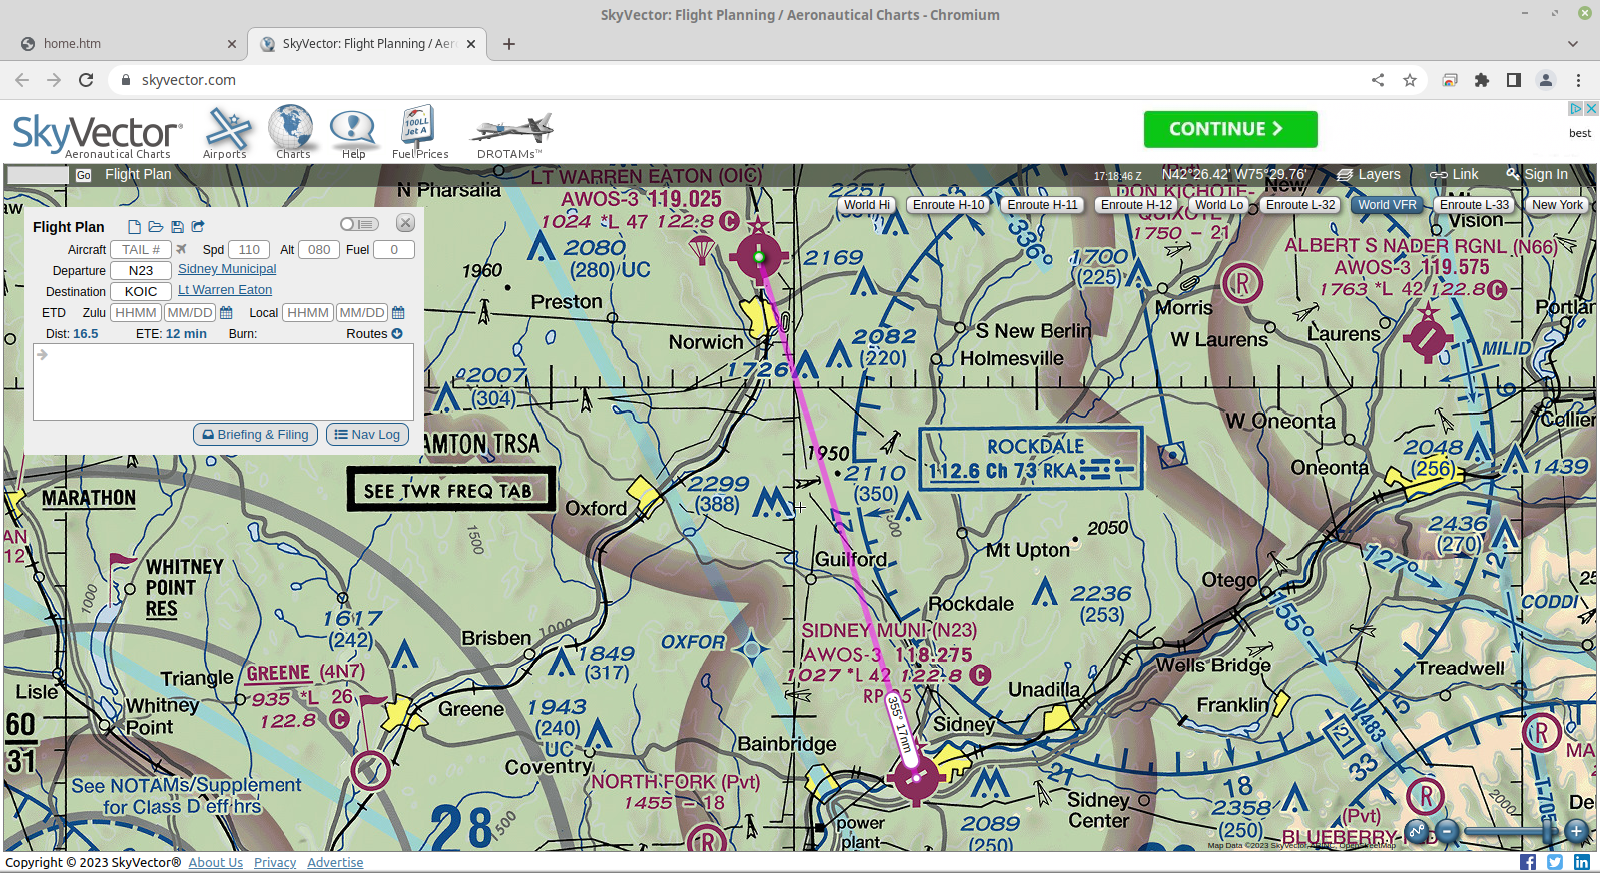 SkyVector: Flight Planning / Aeronautical Charts - Chromium
home.htm
SkyVector: Flight Planning / Aer
skyvector.com
SkyVector
Aeronautical Charts
Airports
Charts
Help
100LL
Jet A
Fuel Prices
DROTAMs™
CONTINUE
best
Go
Flight Plan
17:18:46 Z
N42°26.42' W75°29.76'
Layers
Link
Sign In
World Hi
Enroute H-10
Enroute H-11
Enroute H-12
World Lo
Enroute L-32
World VFR
Enroute L-33
New York
Flight Plan
Aircraft TAIL # Spd 110 Alt 080 Fuel 0
Departure N23 Sidney Municipal
Destination KOIC Lt Warren Eaton
ETD Zulu HHMM MM/DD Local HHMM MM/DD
Dist: 16.5 ETE: 12 min Burn: Routes
Briefing & Filing
Nav Log
N Pharsalia
LT WARREN EATON (OIC)
AWOS-3 119.025
1024 *L 47 122.8 C
2251
DON KICHOTE-
QUIXOTE
1750 - 21
New
Vision
336°
ALBERT S NADER RGNL (N66)
AWOS-3 119.575
1763 *L 42 122.8 C
2080
(280) UC
1960
Preston
2169
1700
(225)
R
Morris
Portlan
Norwich
2082
(220)
S New Berlin
Holmesville
W Laurens
Laurens
MILID
1726
2007
(304)
AMTON TRSA
SEE TWR FREQ TAB
W Oneonta
Collier
ROCKDALE
112.6 Ch 73 RKA
1950
2110
(350)
Oneonta
2048
(256)
1439
MARATHON
2299
(388)
Oxford
1500
2050
Mt Upton
2436
(270)
AN
12
WHITNEY
POINT
RES
1000
Guilford
Otego
127°
12
155°
CODDI
2236
(253)
Rockdale
1617
(242)
Brisben
1000
OXFOR
1849
(317)
SIDNEY MUNI (N23)
AWOS-3 118.275
1027 *L 42 122.8 C
355° 17nm
Wells Bridge
Treadwell
Triangle
GREENE (4N7)
935 *L 26
122.8 C
Lisle
Whitney
Point
Greene
1943
(240)
UC
Unadilla
Franklin
Sidney
V483
15
21
33
60
31
Bainbridge
Coventry
R
MA
See NOTAMs/Supplement
for Class D eff hrs
NORTH FORK (Pvt)
1455 - 18
21
18
2358
(250)
T-705
R
2000
De
Sidney
Center
28
1500
R
power
plant
2089
(250)
(Pvt)
BLUEBERRY
Map Data ©2023 SkyVector, OpenStreetMap
Copyright © 2023 SkyVector® About Us Privacy Advertise